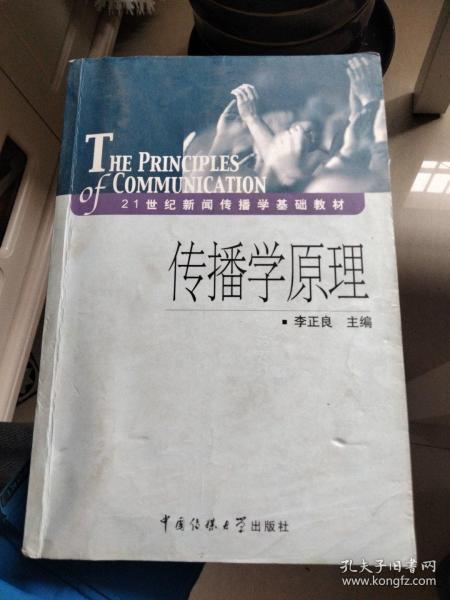 THE PRINCIPLES
of COMMUNICATION
21世纪新闻传播学基础教材
传播学原理
▪ 李正良 主编
中国传媒大学出版社
孔夫子旧书网
www.kongfz.com